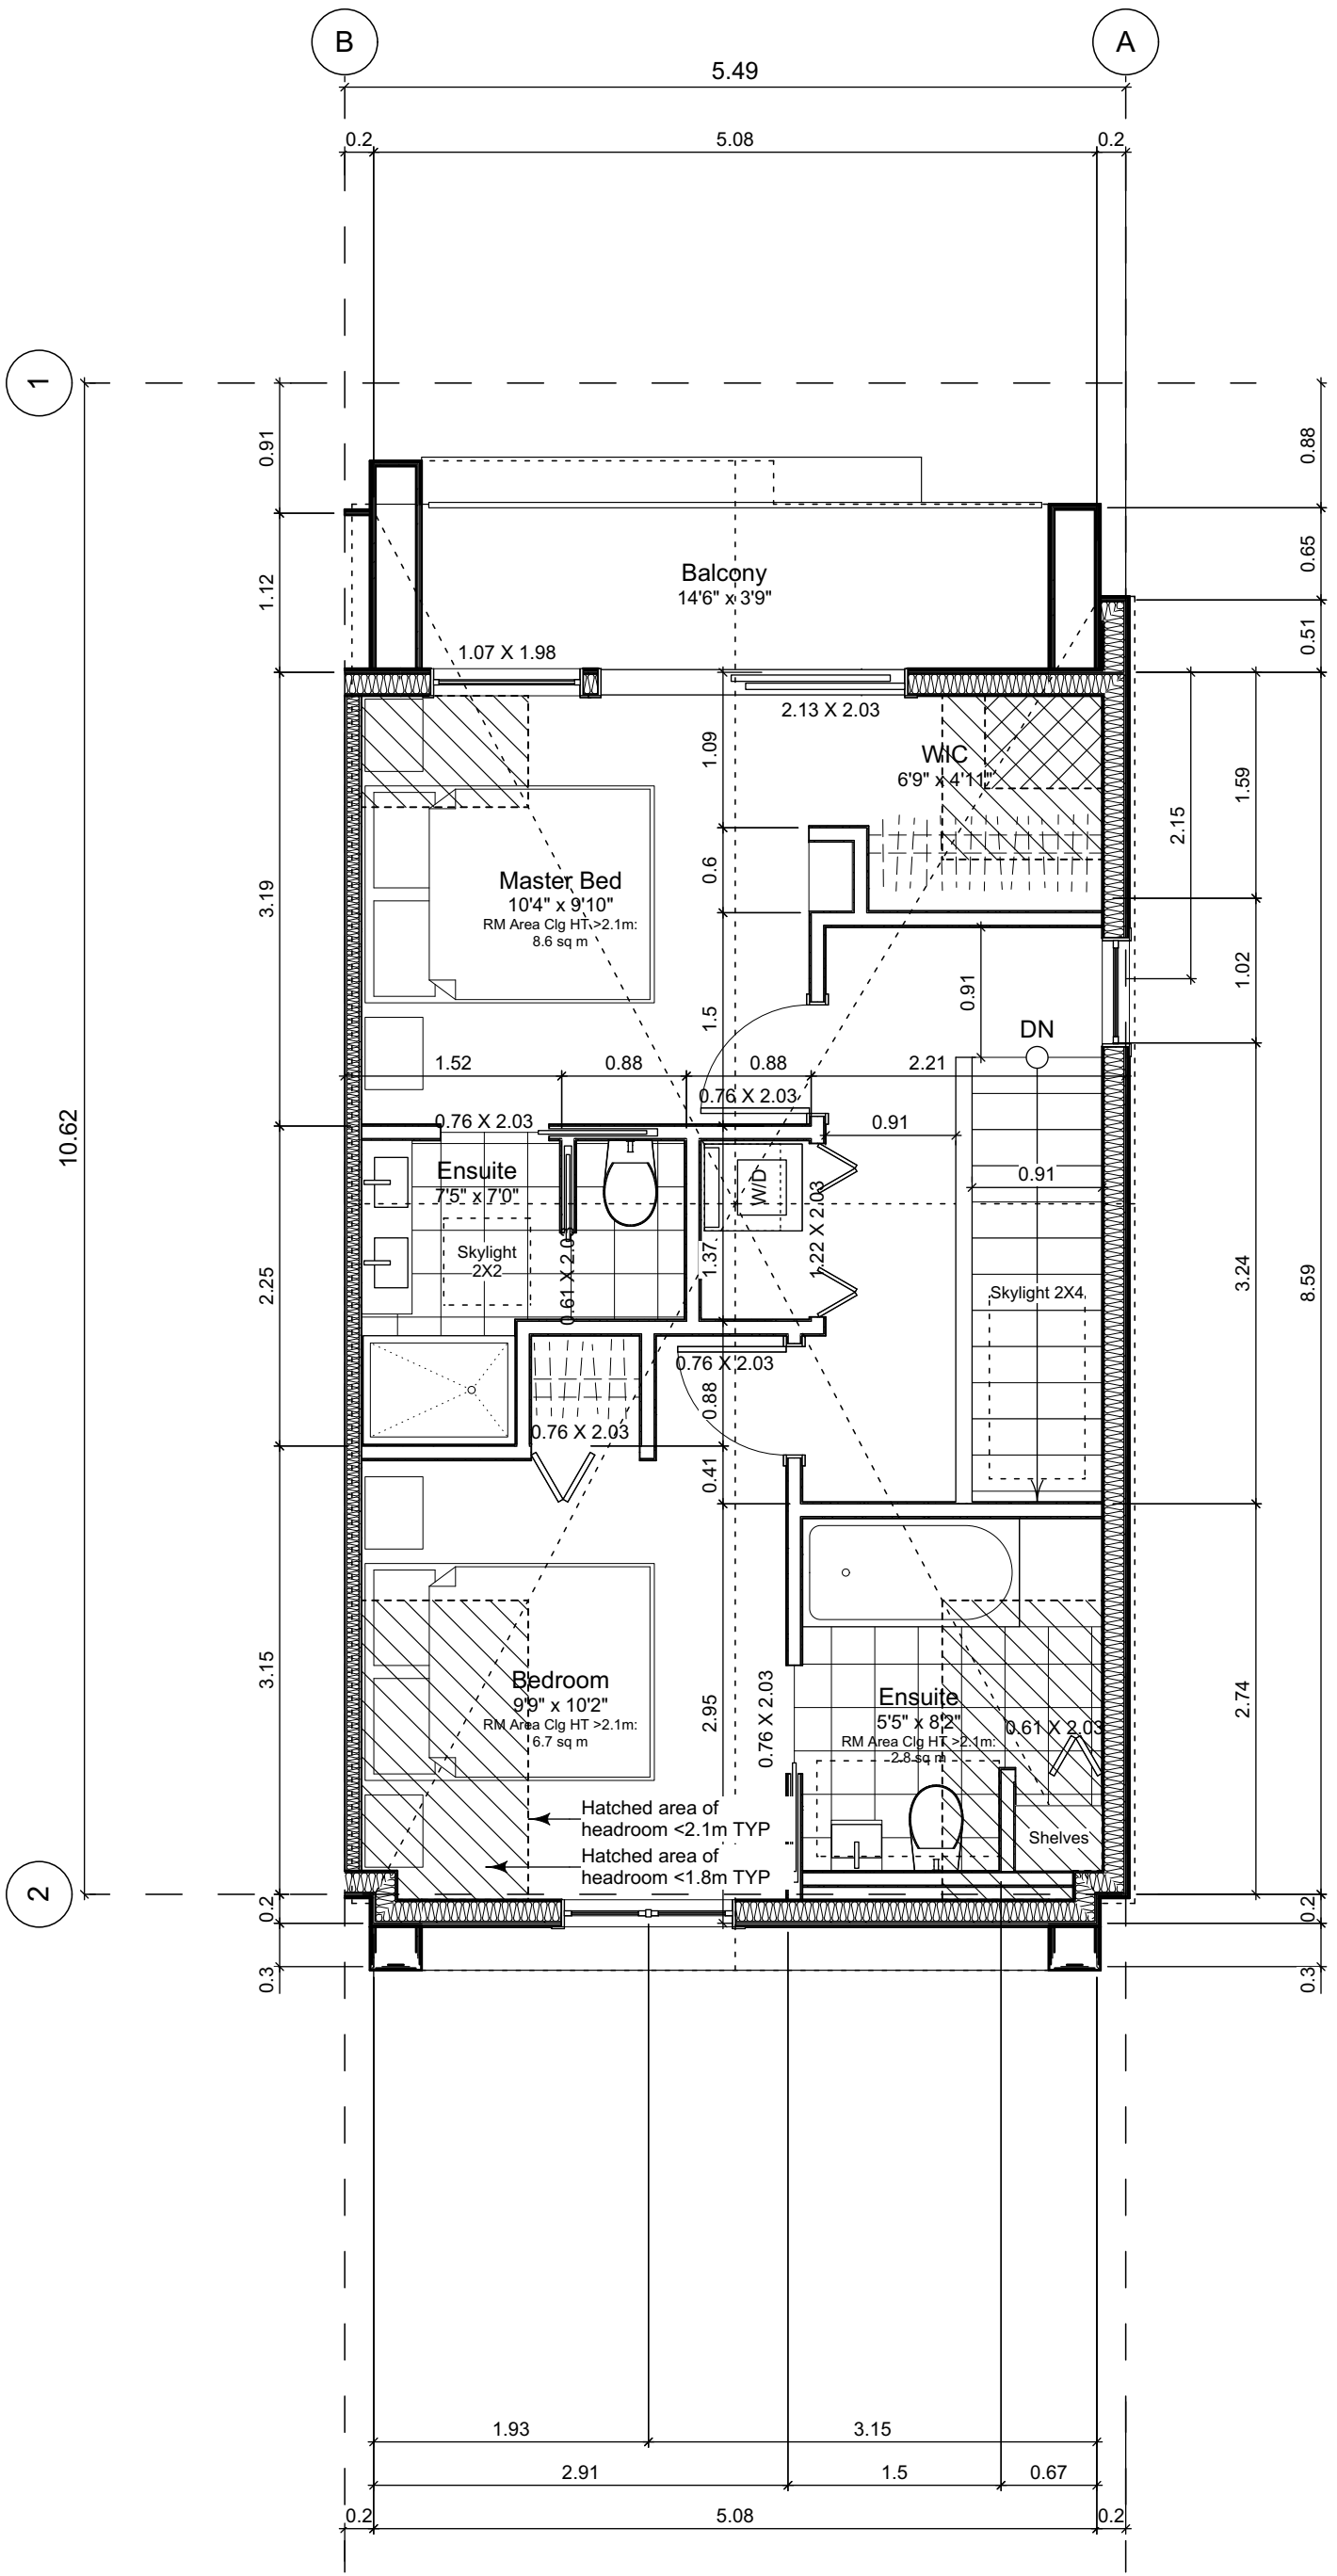 B
A
5.49
0.2
5.08
0.2
1
0.91
0.88
1.12
0.65
0.51
Balcony
14'6" x 3'9"
1.07 X 1.98
2.13 X 2.03
WIC
6'9" x 4'11"
1.09
1.59
2.15
0.6
3.19
Master Bed
10'4" x 9'10"
RM Area Clg HT >2.1m:
8.6 sq m
1.02
0.91
1.5
DN
1.52
0.88
0.88
2.21
0.76 X 2.03
0.76 X 2.03
0.91
10.62
Ensuite
7'5" x 7'0"
W/D
0.91
Skylight
2X2
0.61 X 2.03
1.37
1.22 X 2.03
2.25
Skylight 2X4
3.24
8.59
0.76 X 2.03
0.88
0.76 X 2.03
0.41
3.15
Bedroom
9'9" x 10'2"
RM Area Clg HT >2.1m:
6.7 sq m
2.95
0.76 X 2.03
Ensuite
5'5" x 8'2"
RM Area Clg HT >2.1m:
2.8 sq m
0.61 X 2.03
2.74
Hatched area of
headroom <2.1m TYP
Hatched area of
headroom <1.8m TYP
Shelves
2
0.2
0.2
0.3
0.3
1.93
3.15
2.91
1.5
0.67
0.2
5.08
0.2